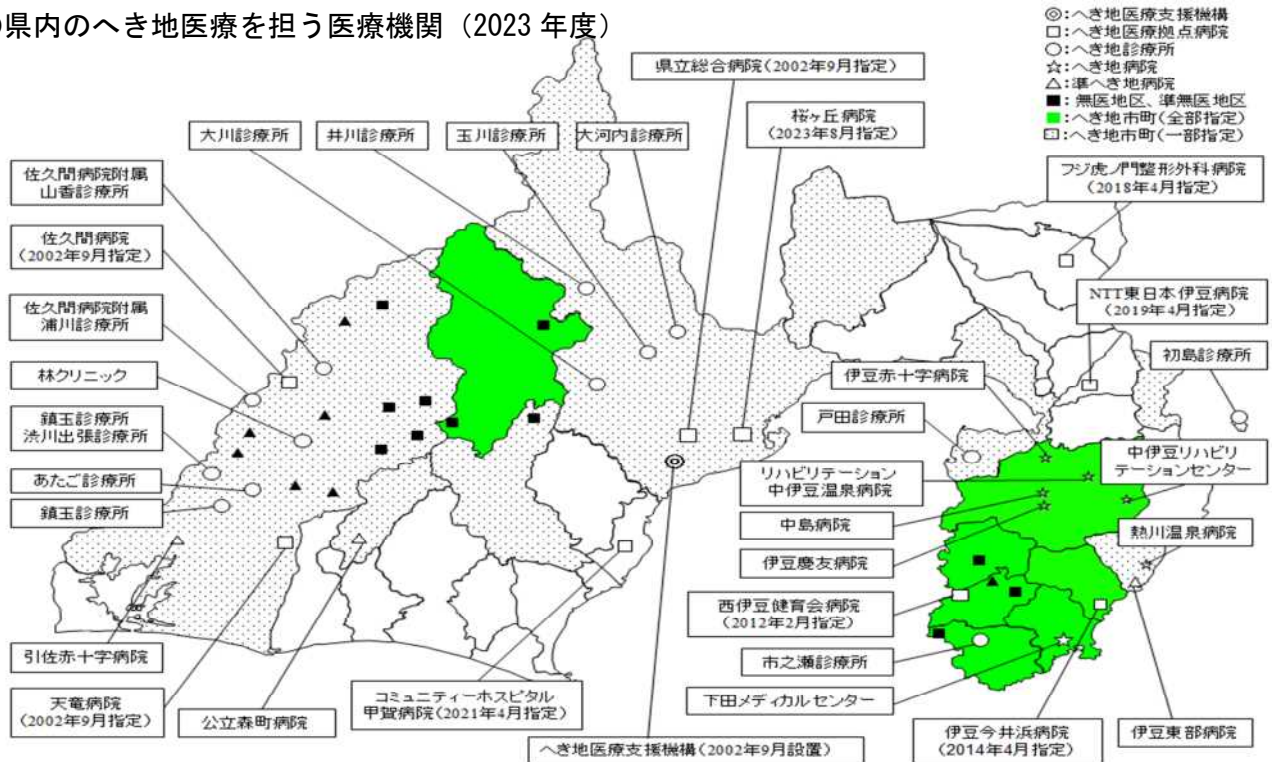 県内のへき地医療を担う医療機関（2023 年度）
◎：へき地医療支援機構
□：へき地医療拠点病院
○：へき地診療所
☆：へき地病院
△：準へき地病院
■：無医地区、準無医地区
へき地市町（全部指定）
へき地市町（一部指定）
県立総合病院（2002年9月指定）
桜ヶ丘病院
（2023年8月指定）
大川診療所
井川診療所
玉川診療所
大河内診療所
フジ虎ノ門整形外科病院
（2018年4月指定）
佐久間病院附属
山香診療所
佐久間病院
（2002年9月指定）
佐久間病院附属
浦川診療所
林クリニック
鎮玉診療所
渋川出張診療所
あたご診療所
鎮玉診療所
NTT東日本伊豆病院
（2019年4月指定）
初島診療所
伊豆赤十字病院
戸田診療所
中伊豆リハビリ
テーションセンター
リハビリテーション
中伊豆温泉病院
中島病院
熱川温泉病院
伊豆慶友病院
西伊豆健育会病院
（2012年2月指定）
市之瀬診療所
下田メディカルセンター
引佐赤十字病院
天竜病院
（2002年9月指定）
公立森町病院
コミュニティーホスピタル
甲賀病院（2021年4月指定）
へき地医療支援機構（2002年9月設置）
伊豆今井浜病院
（2014年4月指定）
伊豆東部病院